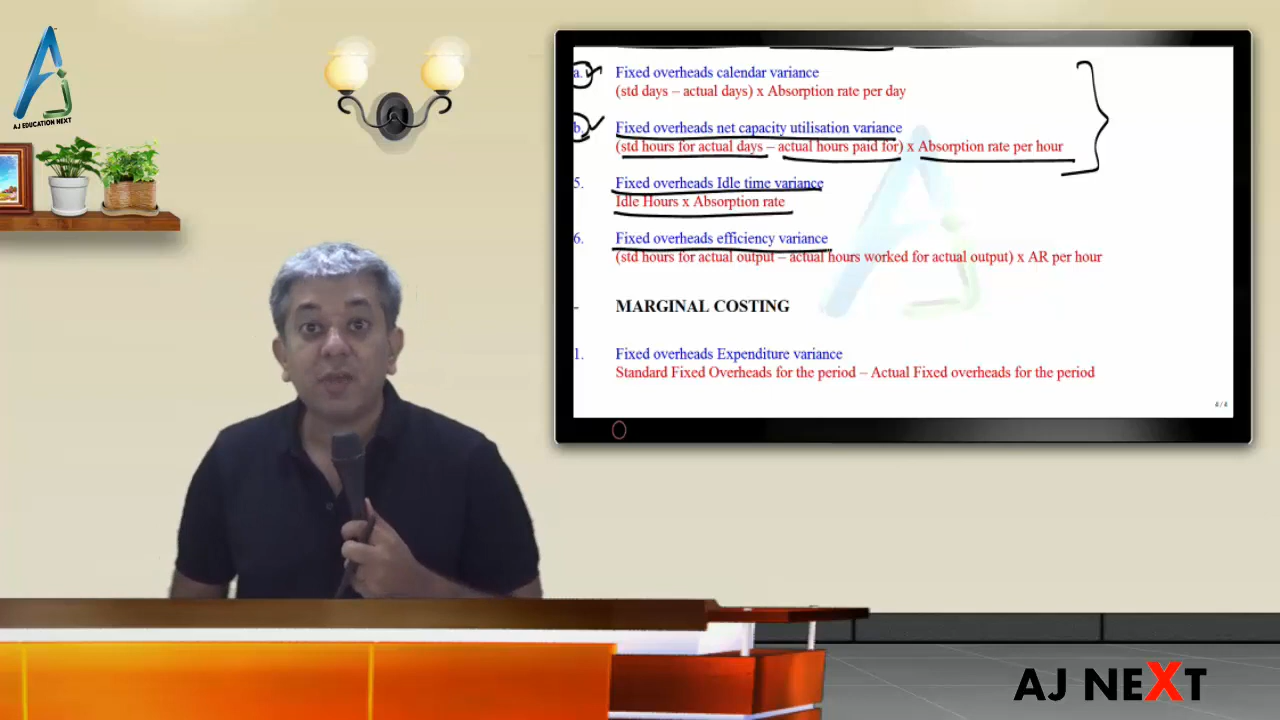 AJ EDUCATION NEXT
a. Fixed overheads calendar variance
(std days – actual days) x Absorption rate per day
b. Fixed overheads net capacity utilisation variance
(std hours for actual days – actual hours paid for) x Absorption rate per hour
5. Fixed overheads Idle time variance
Idle Hours x Absorption rate
6. Fixed overheads efficiency variance
(std hours for actual output – actual hours worked for actual output) x AR per hour
- MARGINAL COSTING
1. Fixed overheads Expenditure variance
Standard Fixed Overheads for the period – Actual Fixed overheads for the period
4 / 4
AJ NEXT